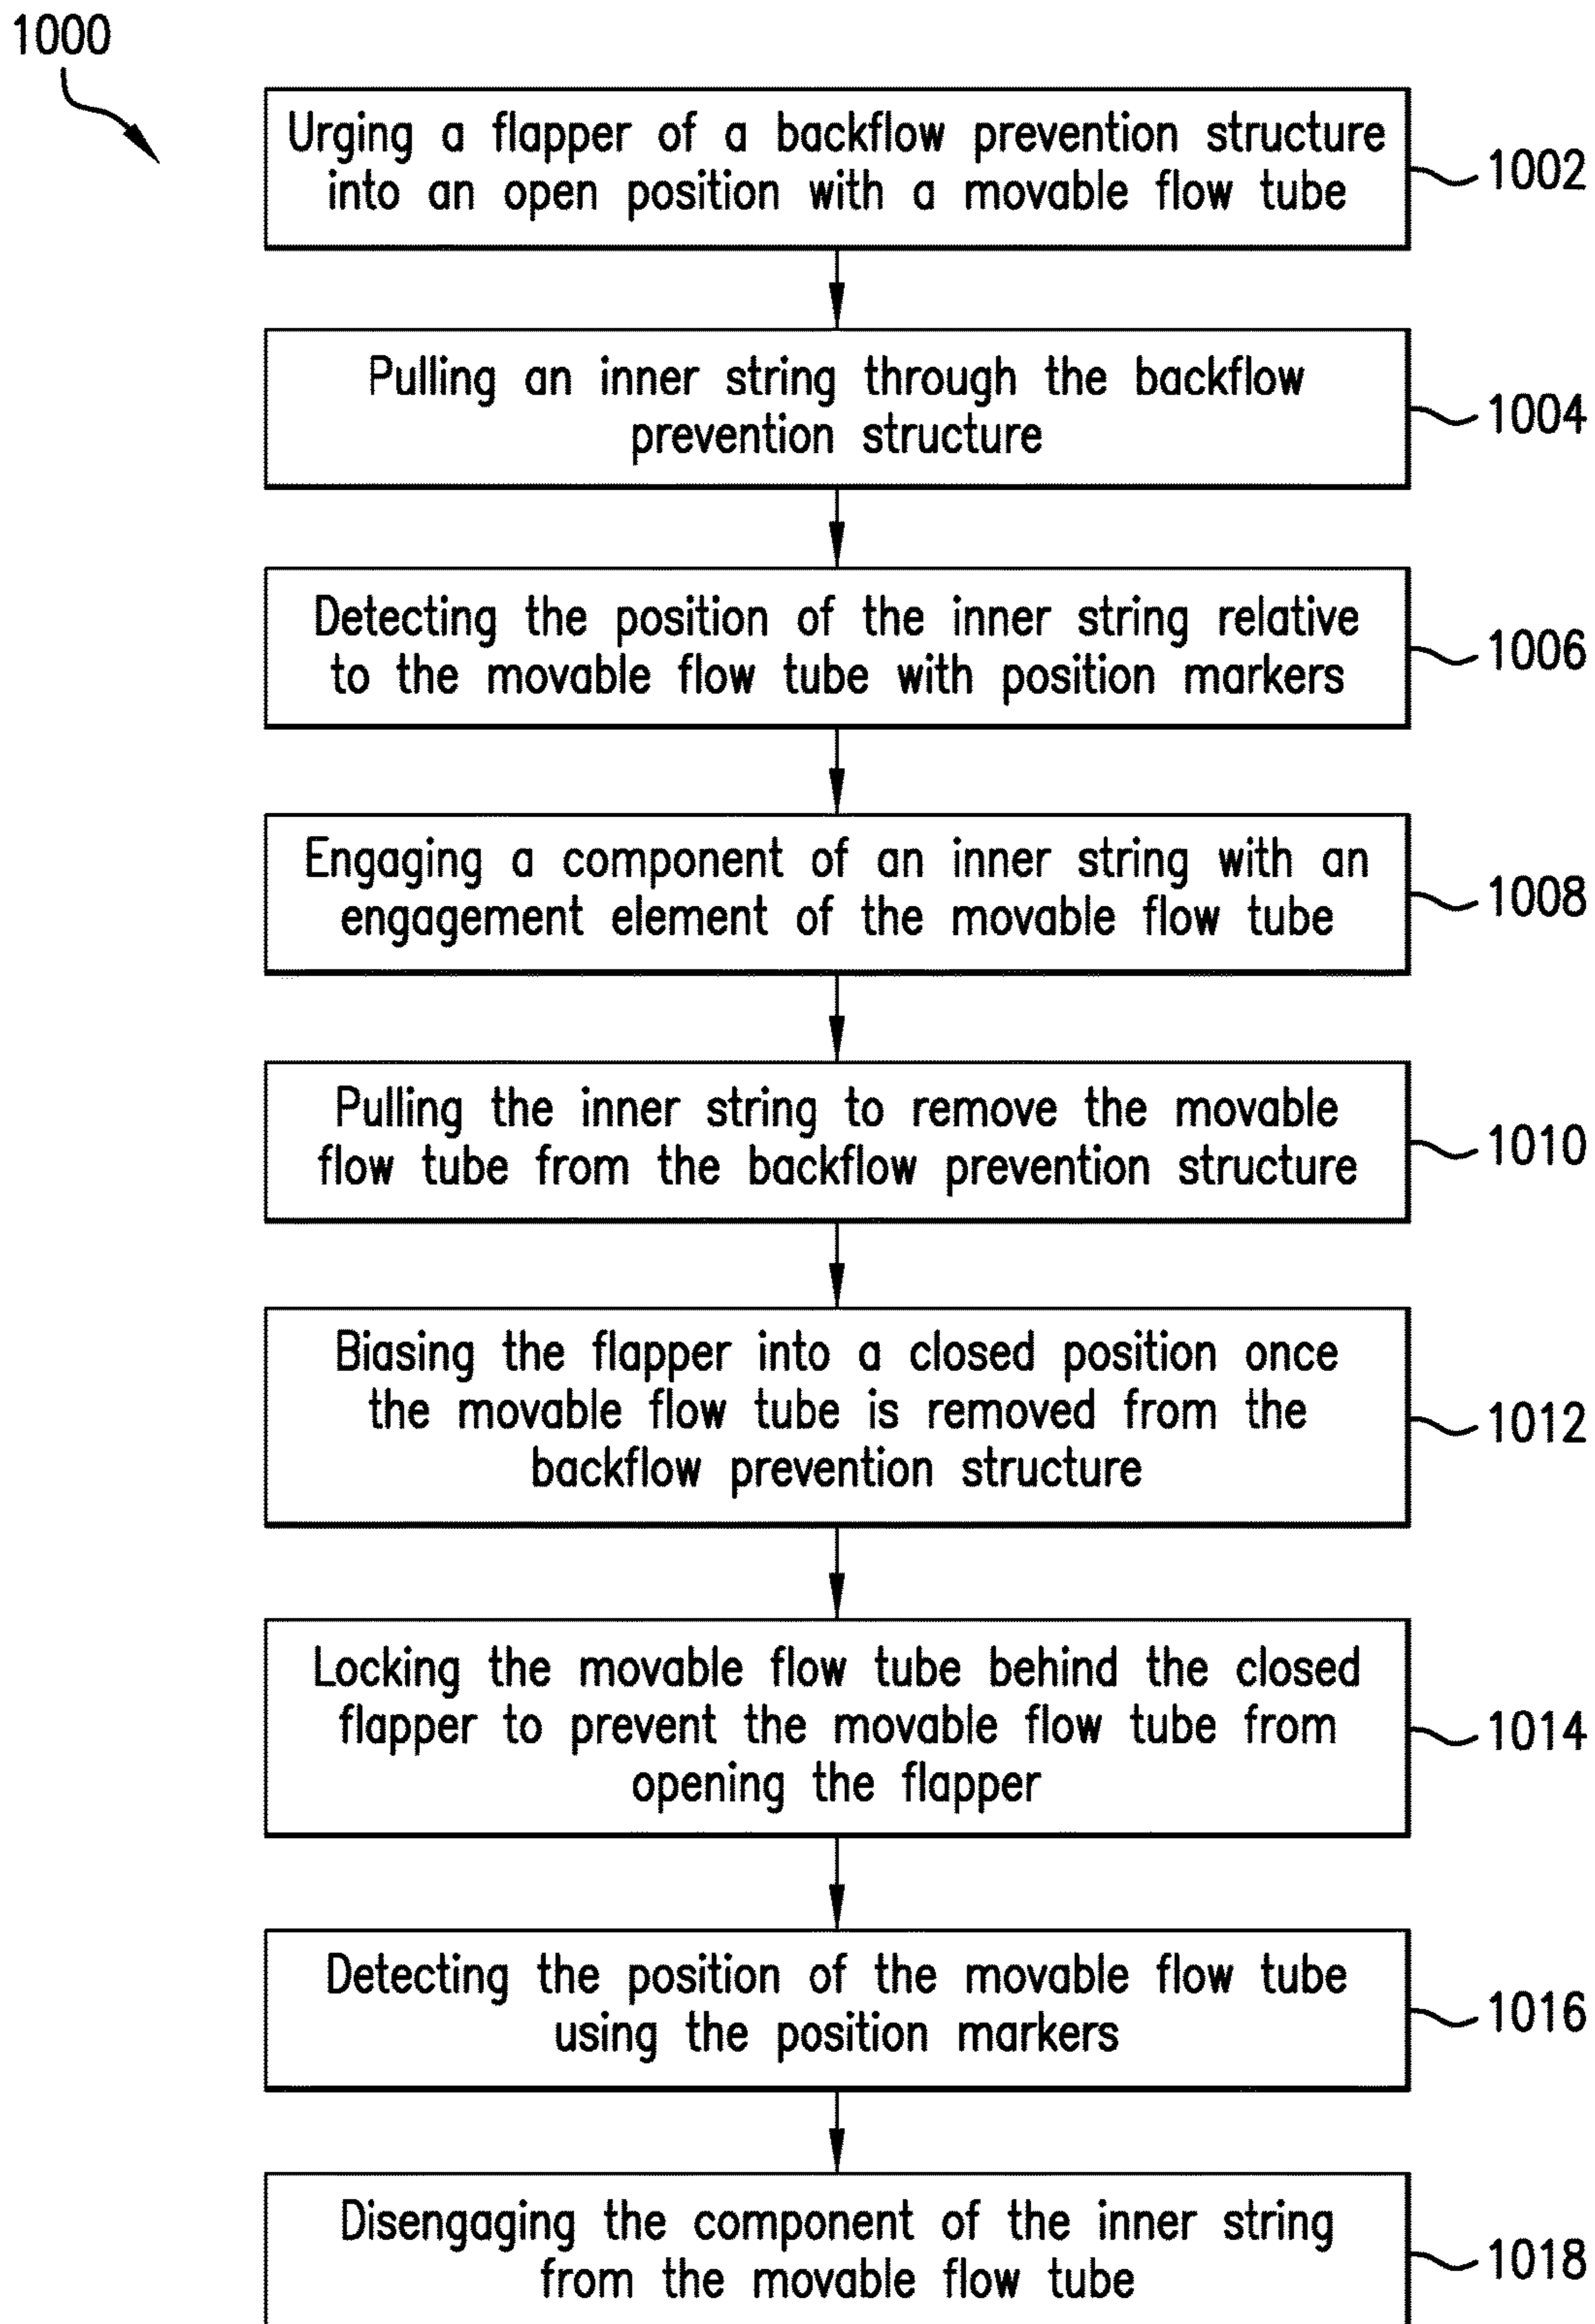 1000
Urging a flapper of a backflow prevention structure
into an open position with a movable flow tube
1002
Pulling an inner string through the backflow
prevention structure
1004
Detecting the position of the inner string relative
to the movable flow tube with position markers
1006
Engaging a component of an inner string with an
engagement element of the movable flow tube
1008
Pulling the inner string to remove the movable
flow tube from the backflow prevention structure
1010
Biasing the flapper into a closed position once
the movable flow tube is removed from the
backflow prevention structure
1012
Locking the movable flow tube behind the closed
flapper to prevent the movable flow tube from
opening the flapper
1014
Detecting the position of the movable flow tube
using the position markers
1016
Disengaging the component of the inner string
from the movable flow tube
1018